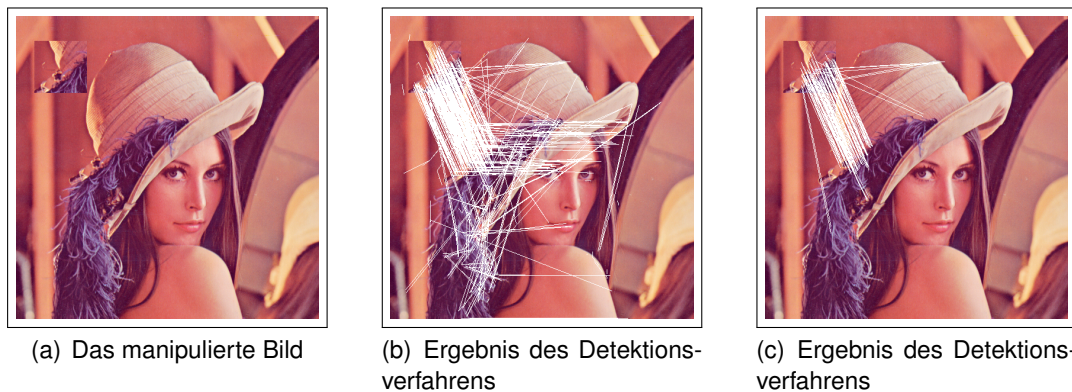 (a) Das manipulierte Bild
(b) Ergebnis des Detektions-
verfahrens
(c) Ergebnis des Detektions-
verfahrens